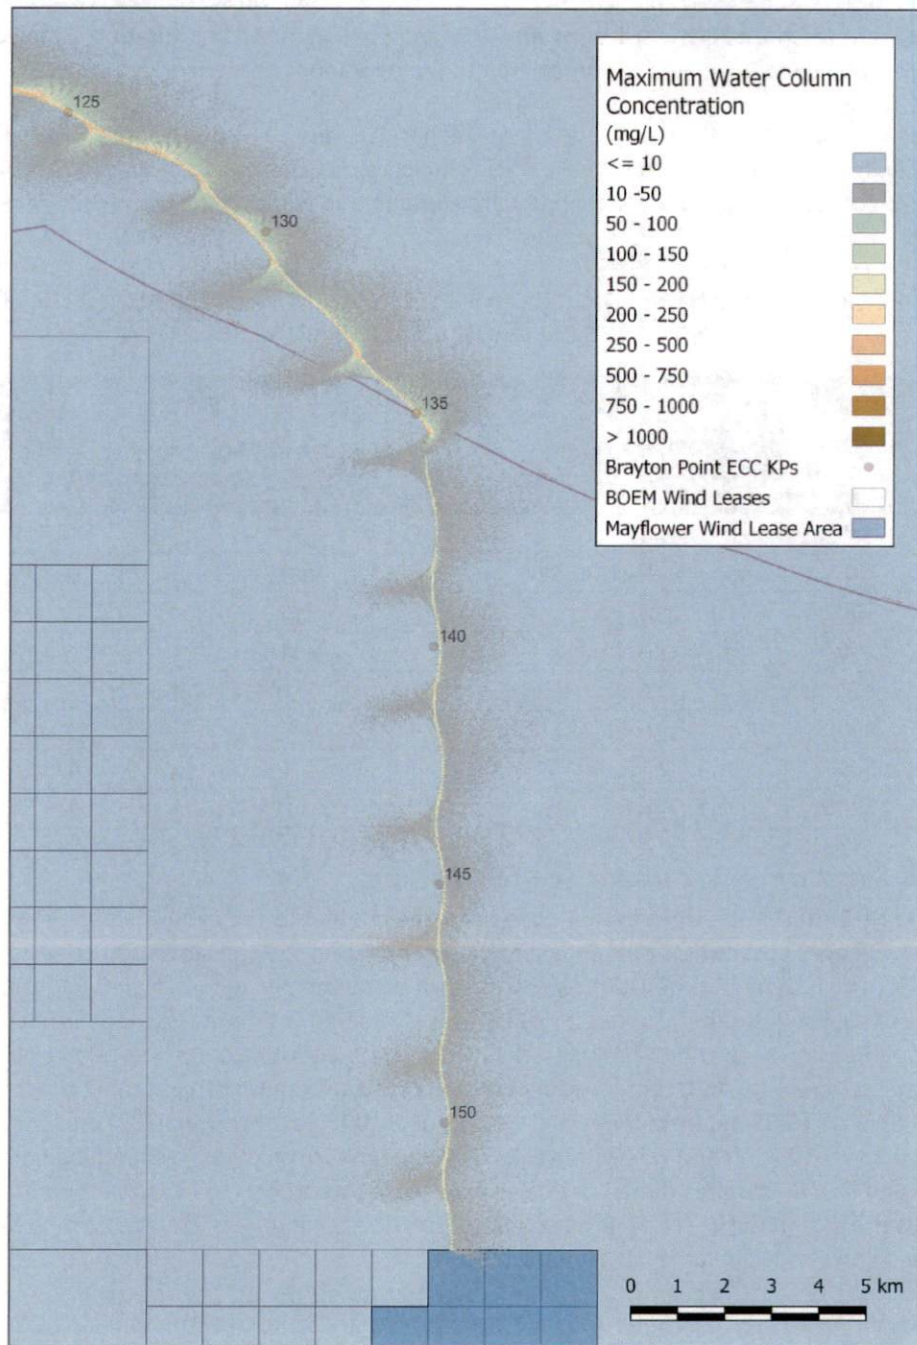 125
130
135
140
145
150
Maximum Water Column
Concentration
(mg/L)
<= 10
10 -50
50 - 100
100 - 150
150 - 200
200 - 250
250 - 500
500 - 750
750 - 1000
> 1000
Brayton Point ECC KPs
BOEM Wind Leases
Mayflower Wind Lease Area
0 1 2 3 4 5 km